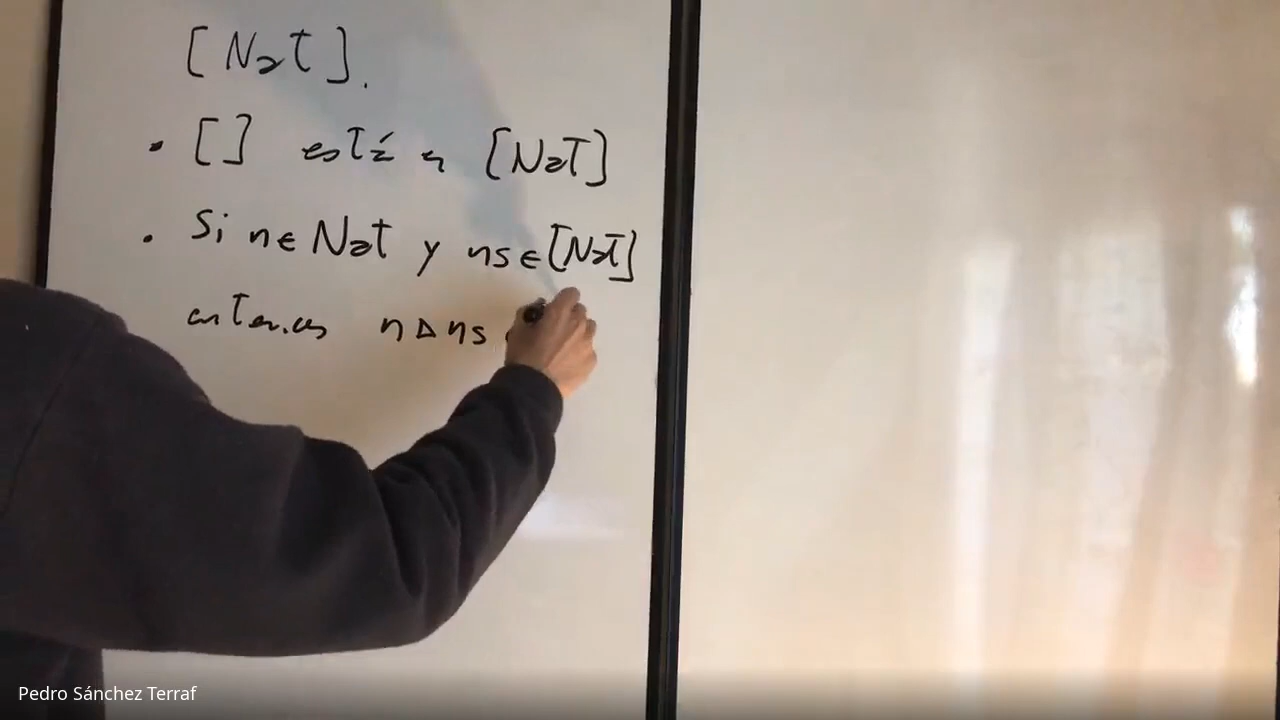 [Nat].
• [] está en [Nat]
• Si n ∈ Nat y ns ∈ [Nat]
entonces n ▷ ns
Pedro Sánchez Terraf